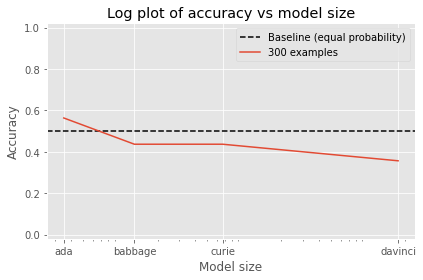 Log plot of accuracy vs model size
Baseline (equal probability)
300 examples
Accuracy
1.0
0.8
0.6
0.4
0.2
0.0
ada babbage curie davinci
Model size